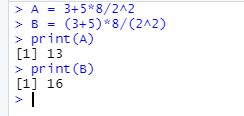 > A = 3+5*8/2^2
> B = (3+5)*8/(2^2)
> print(A)
[1] 13
> print(B)
[1] 16
>